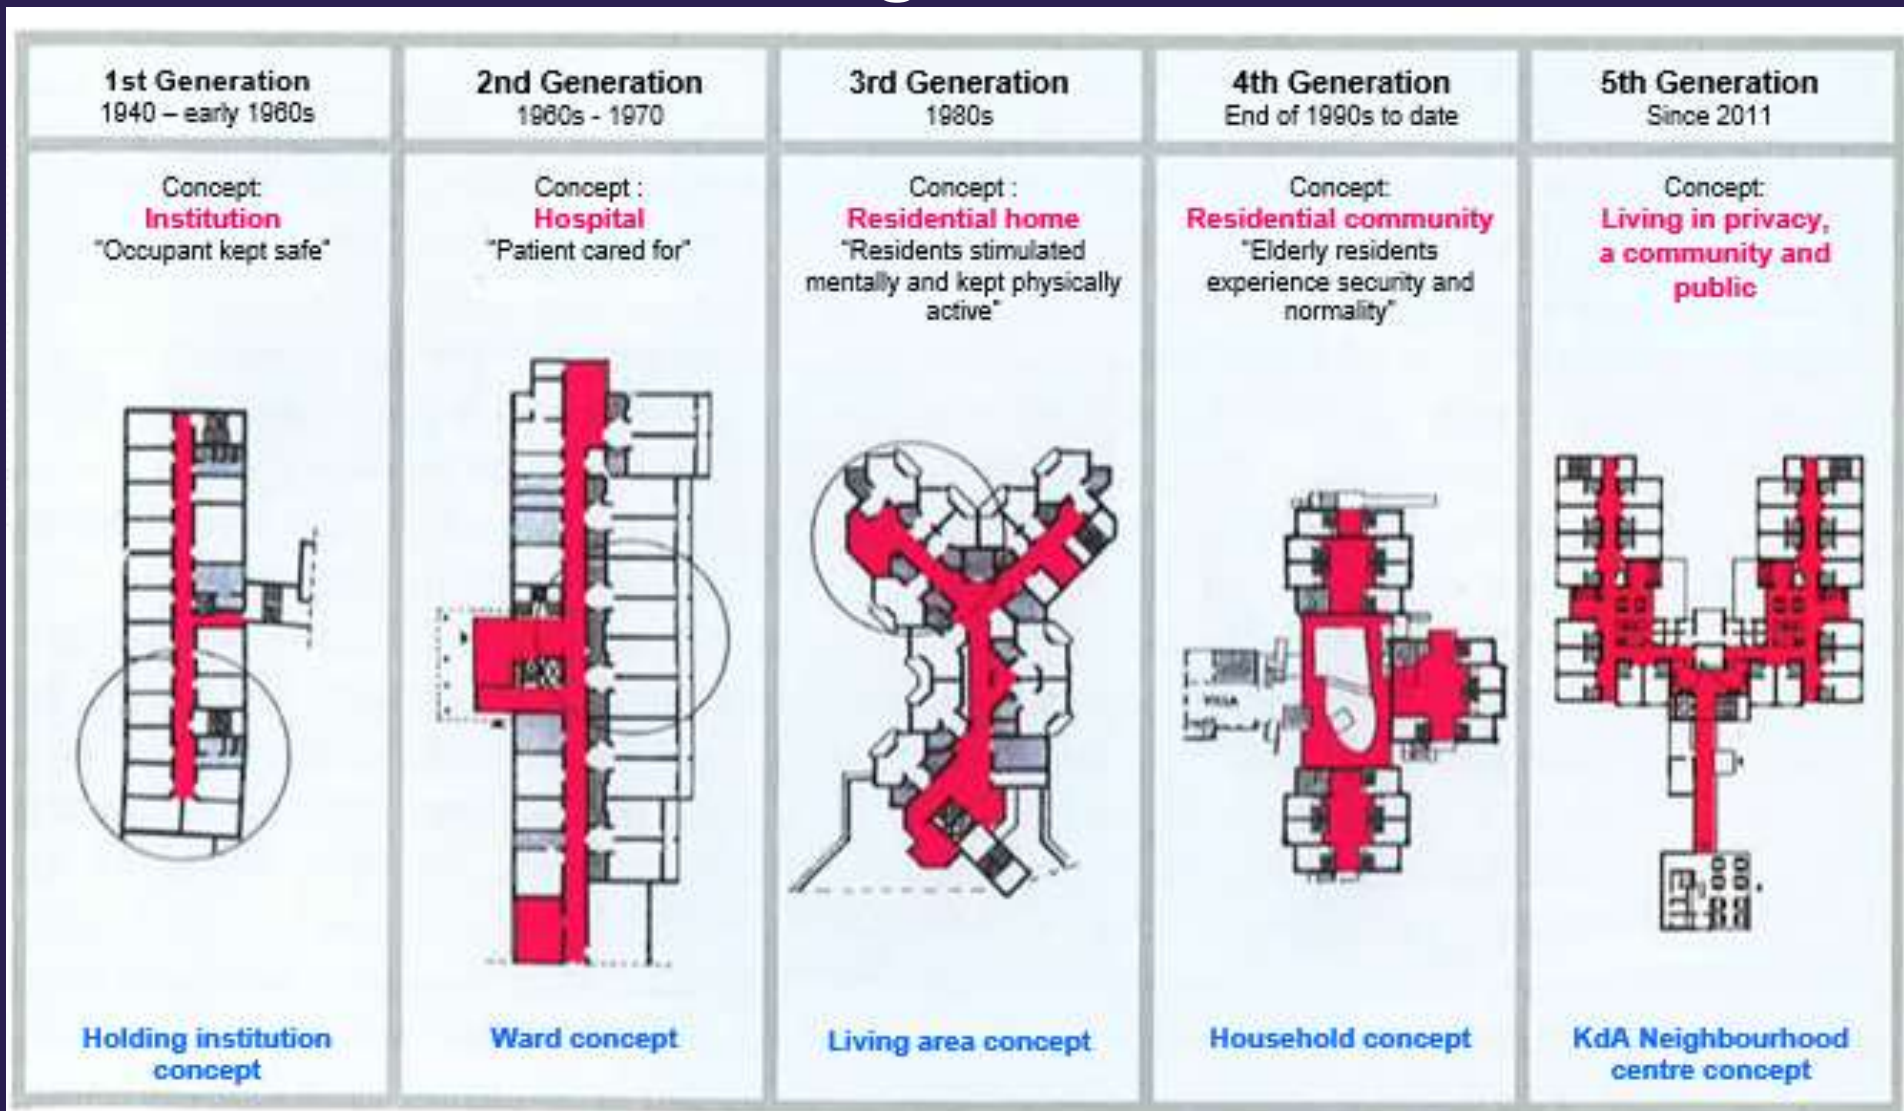 1st Generation
1940 – early 1960s
2nd Generation
1960s - 1970
3rd Generation
1980s
4th Generation
End of 1990s to date
5th Generation
Since 2011
Concept:
Institution
"Occupant kept safe"
Concept :
Hospital
"Patient cared for"
Concept :
Residential home
"Residents stimulated
mentally and kept physically
active"
Concept:
Residential community
"Elderly residents
experience security and
normality"
Concept:
Living in privacy,
a community and
public
VILLA
Holding institution
concept
Ward concept
Living area concept
Household concept
KdA Neighbourhood
centre concept